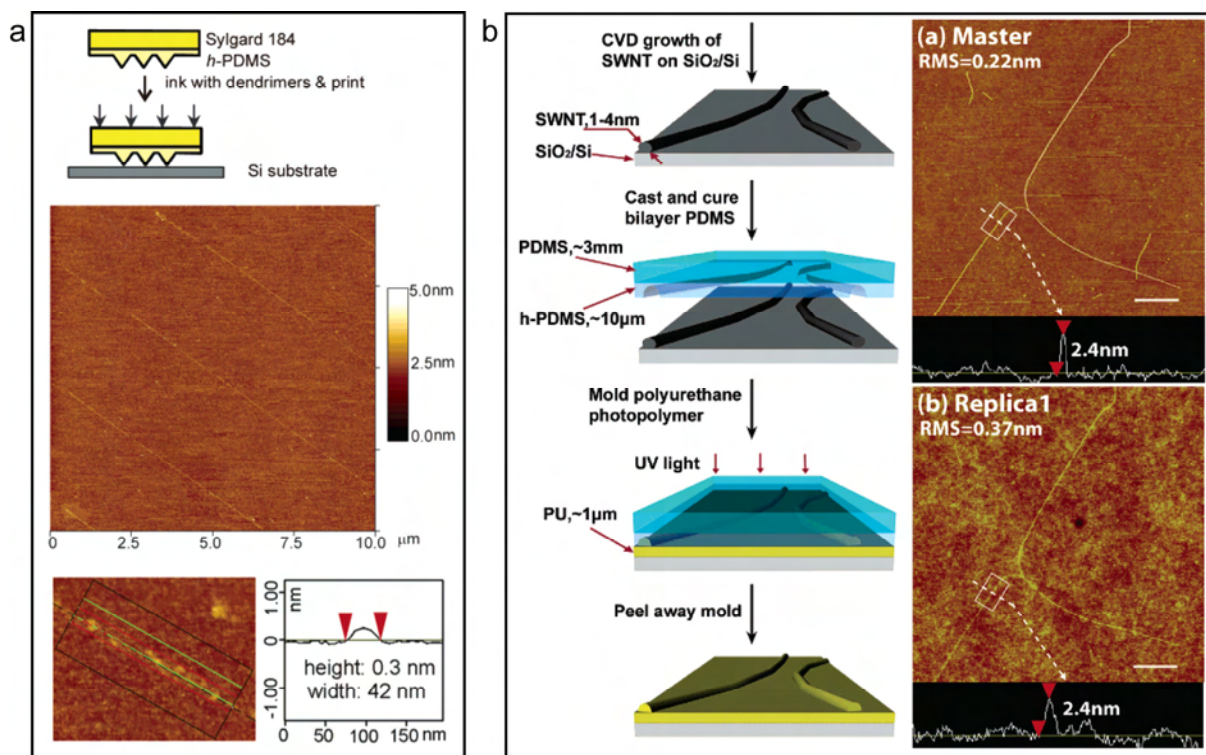 a
Sylgard 184
h-PDMS
ink with dendrimers & print
Si substrate
5.0nm
2.5nm
0.0nm
0 2.5 5.0 7.5 10.0 μm
1.00
0
-1.00
nm
height: 0.3 nm
width: 42 nm
0 50 100 150 nm
b
CVD growth of
SWNT on SiO₂/Si
SWNT,1-4nm
SiO₂/Si
Cast and cure
bilayer PDMS
PDMS,~3mm
h-PDMS,~10μm
Mold polyurethane
photopolymer
UV light
PU,~1μm
Peel away mold
(a) Master
RMS=0.22nm
2.4nm
(b) Replica1
RMS=0.37nm
2.4nm